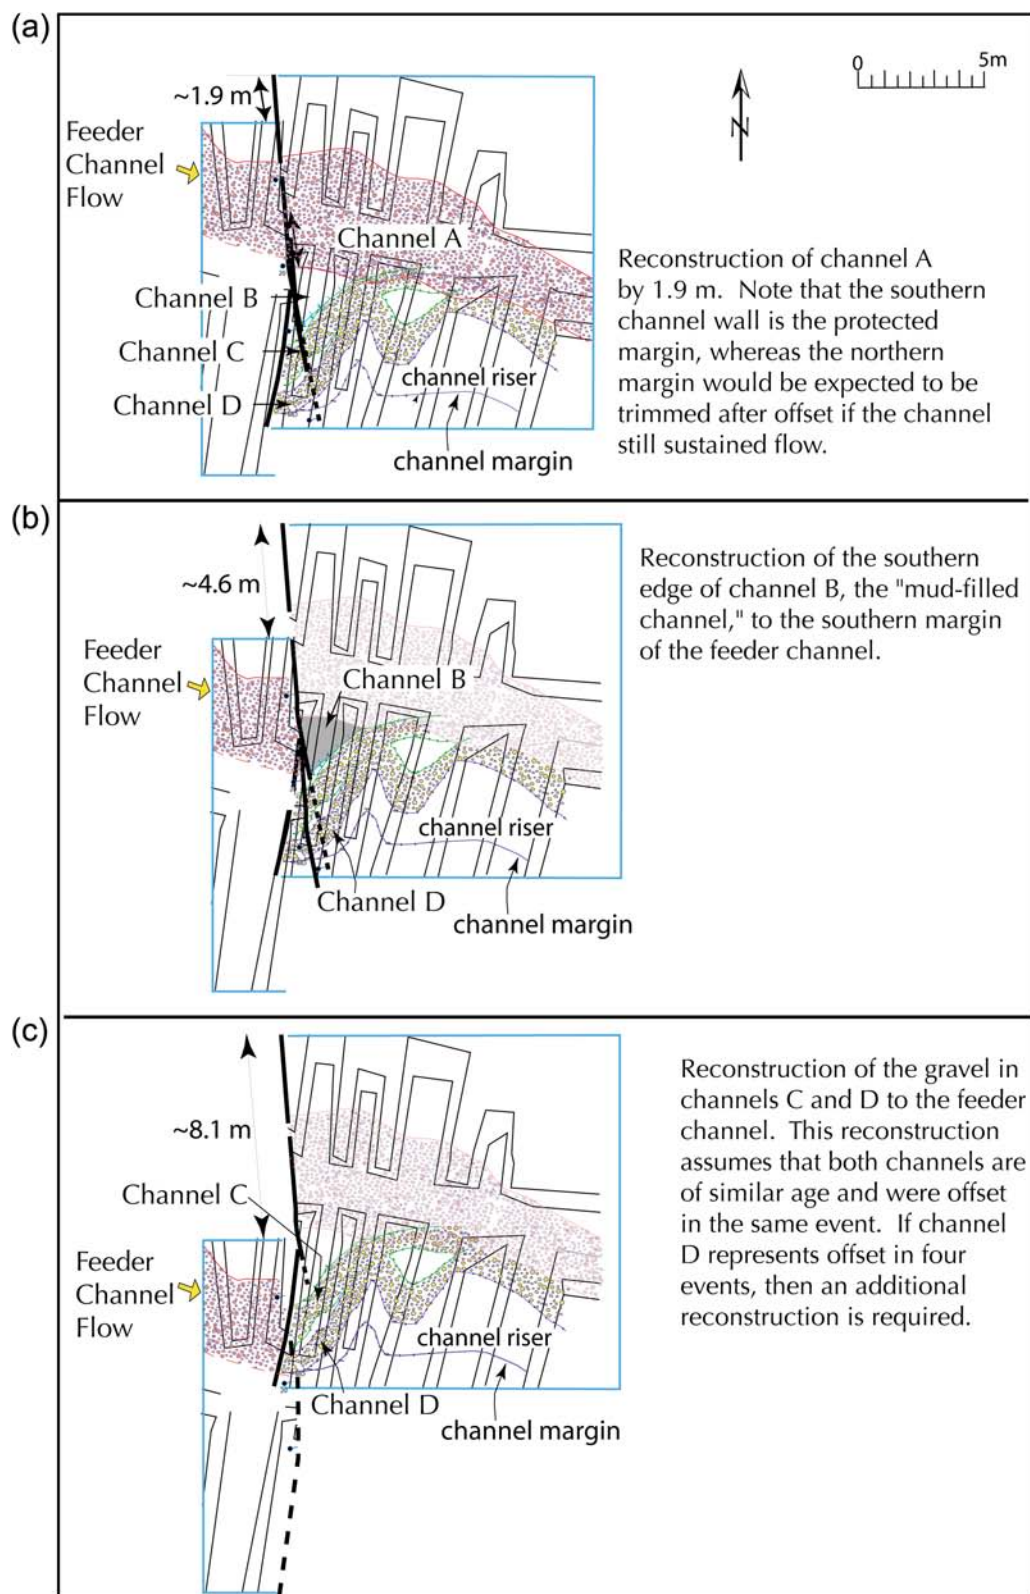 (a)
0 5m
~1.9 m
N
Feeder
Channel
Flow
Channel A
Channel B
Channel C
Channel D
channel riser
channel margin
Reconstruction of channel A
by 1.9 m. Note that the southern
channel wall is the protected
margin, whereas the northern
margin would be expected to be
trimmed after offset if the channel
still sustained flow.
(b)
~4.6 m
Feeder
Channel
Flow
Channel B
channel riser
Channel D
channel margin
Reconstruction of the southern
edge of channel B, the "mud-filled
channel," to the southern margin
of the feeder channel.
(c)
~8.1 m
Channel C
Feeder
Channel
Flow
channel riser
Channel D
channel margin
Reconstruction of the gravel in
channels C and D to the feeder
channel. This reconstruction
assumes that both channels are
of similar age and were offset
in the same event. If channel
D represents offset in four
events, then an additional
reconstruction is required.